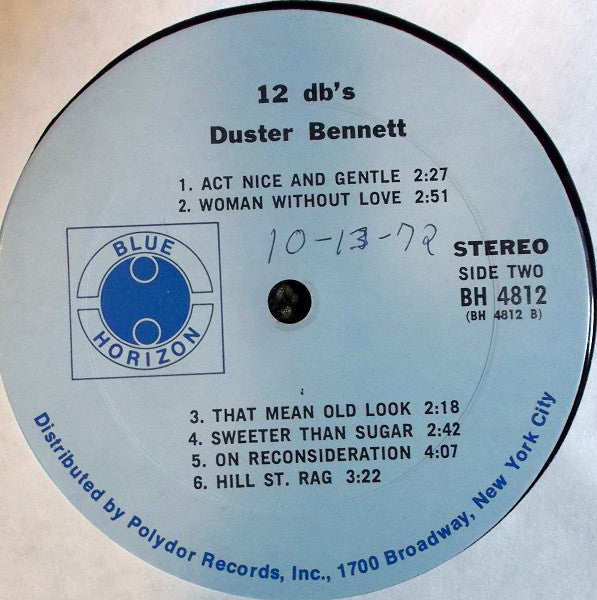 12 db's
Duster Bennett
1. ACT NICE AND GENTLE 2:27
2. WOMAN WITHOUT LOVE 2:51
10-13-72
BLUE
HORIZON
STEREO
SIDE TWO
BH 4812
(BH 4812 B)
3. THAT MEAN OLD LOOK 2:18
4. SWEETER THAN SUGAR 2:42
5. ON RECONSIDERATION 4:07
6. HILL ST. RAG 3:22
Distributed by Polydor Records, Inc., 1700 Broadway, New York City